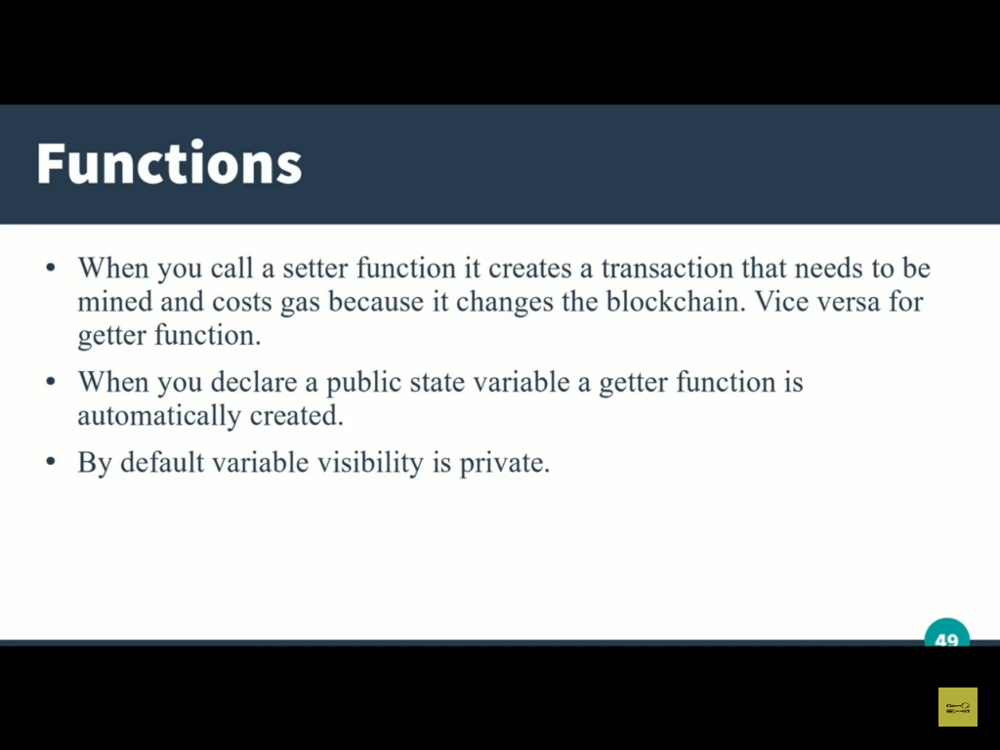 Functions
• When you call a setter function it creates a transaction that needs to be
mined and costs gas because it changes the blockchain. Vice versa for
getter function.
• When you declare a public state variable a getter function is
automatically created.
• By default variable visibility is private.
49